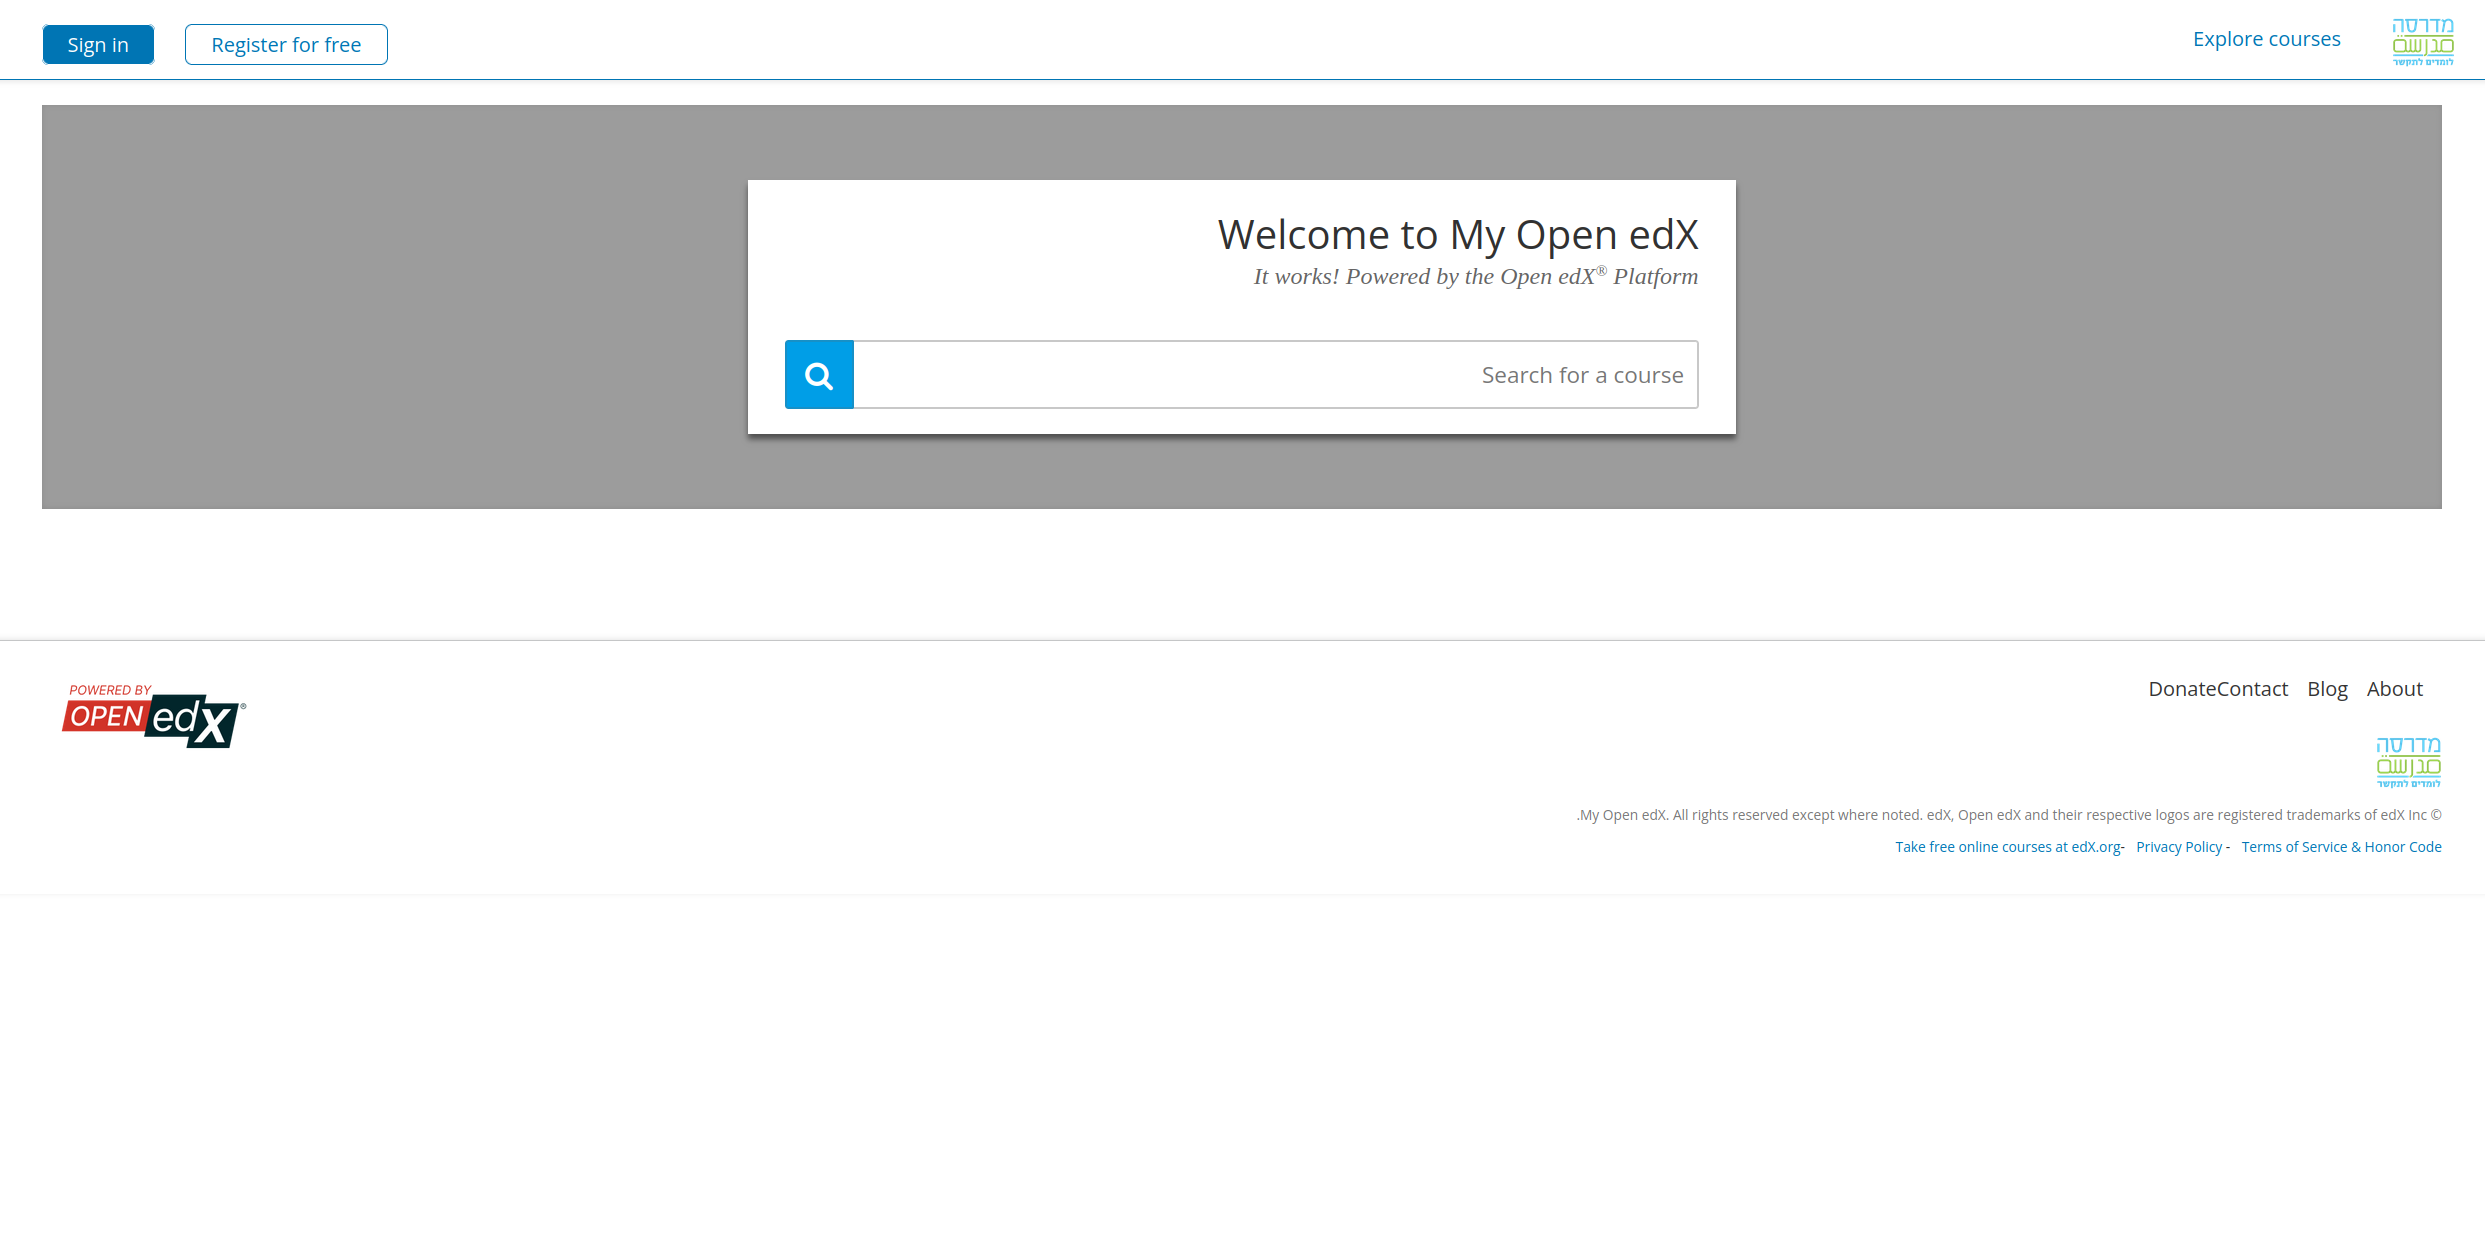 Sign in
Register for free
Explore courses
מדרסה
مدرسة
לומדים לתקשר
Welcome to My Open edX
It works! Powered by the Open edX® Platform
Search for a course
POWERED BY
OPEN edX®
DonateContact Blog About
מדרסה
مدرسة
לומדים לתקשר
.My Open edX. All rights reserved except where noted. edX, Open edX and their respective logos are registered trademarks of edX Inc ©
Take free online courses at edX.org- Privacy Policy - Terms of Service & Honor Code